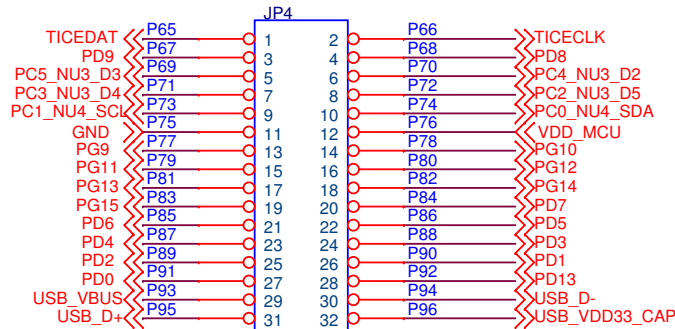 JP4
TICEDAT P65 1 2 P66 TICECLK
PD9 P67 3 4 P68 PD8
PC5_NU3_D3 P69 5 6 P70 PC4_NU3_D2
PC3_NU3_D4 P71 7 8 P72 PC2_NU3_D5
PC1_NU4_SCL P73 9 10 P74 PC0_NU4_SDA
GND P75 11 12 P76 VDD_MCU
PG9 P77 13 14 P78 PG10
PG11 P79 15 16 P80 PG12
PG13 P81 17 18 P82 PG14
PG15 P83 19 20 P84 PD7
PD6 P85 21 22 P86 PD5
PD4 P87 23 24 P88 PD3
PD2 P89 25 26 P90 PD1
PD0 P91 27 28 P92 PD13
USB_VBUS P93 29 30 P94 USB_D-
USB_D+ P95 31 32 P96 USB_VDD33_CAP